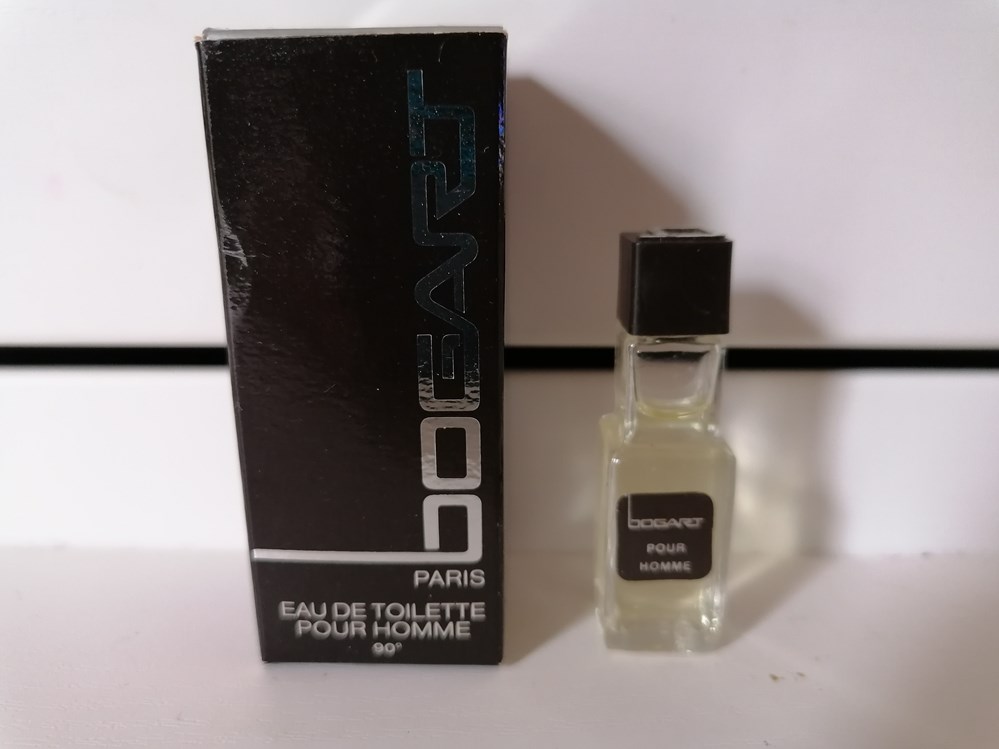 bOGART
PARIS
EAU DE TOILETTE
POUR HOMME
90°
bOGART
POUR
HOMME